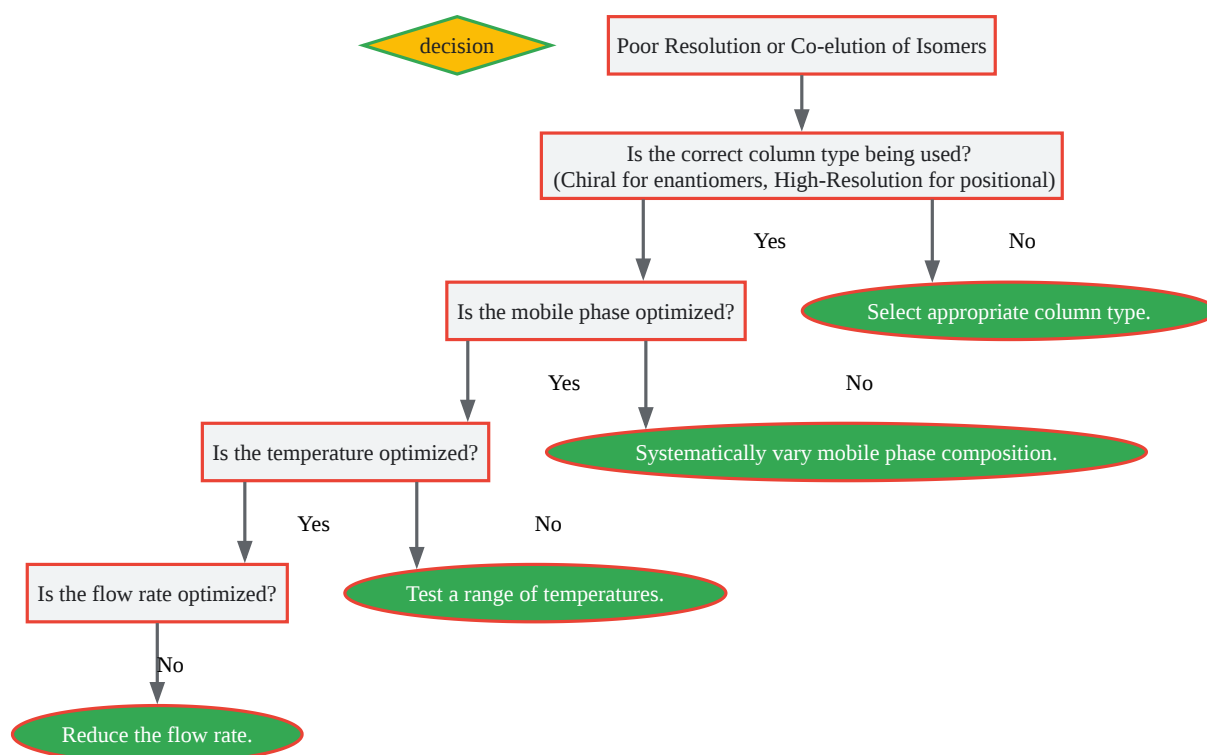 decision
Poor Resolution or Co-elution of Isomers
Is the correct column type being used?
(Chiral for enantiomers, High-Resolution for positional)
Yes
No
Is the mobile phase optimized?
Select appropriate column type.
Yes
No
Is the temperature optimized?
Systematically vary mobile phase composition.
Yes
No
Is the flow rate optimized?
Test a range of temperatures.
No
Reduce the flow rate.